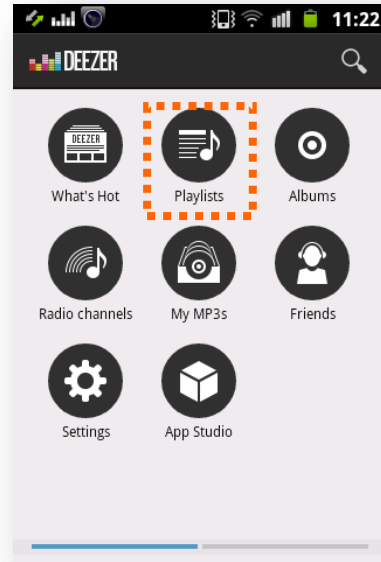 11:22
DEEZER
DEEZER
What's Hot
Playlists
Albums
Radio channels
My MP3s
Friends
Settings
App Studio